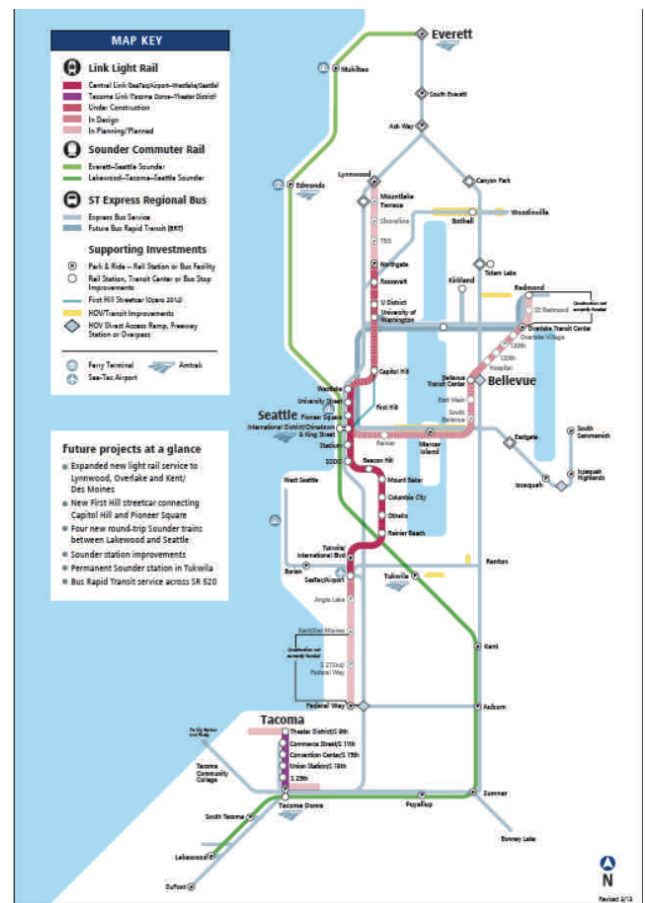 MAP KEY
Link Light Rail
Central Link (SeaTac/Airport–Westlake/Seattle)
Tacoma Link (Tacoma Dome–Theater District)
Under Construction
In Design
In Planning/Planned
Sounder Commuter Rail
Everett–Seattle Sounder
Lakewood–Tacoma–Seattle Sounder
ST Express Regional Bus
Express Bus Service
Future Bus Rapid Transit (BRT)
Supporting Investments
Park & Ride – Rail Station or Bus Facility
Rail Station, Transit Center or Bus Stop
Improvements
First Hill Streetcar (Opens 2014)
HOV/Transit Improvements
HOV Direct Access Ramp, Freeway
Station or Overpass
Ferry Terminal
Amtrak
Sea-Tac Airport
Future projects at a glance
Expanded new light rail service to
Lynnwood, Overlake and Kent/
Des Moines
New First Hill streetcar connecting
Capitol Hill and Pioneer Square
Four new round-trip Sounder trains
between Lakewood and Seattle
Sounder station improvements
Permanent Sounder station in Tukwila
Bus Rapid Transit service across SR 520
Everett
Mukilteo
South Everett
Ash Way
Lynnwood
Canyon Park
Edmonds
Mountlake
Terrace
Shoreline
Bothell
Woodinville
Northgate
Totem Lake
Roosevelt
Kirkland
Redmond
U District
SE Redmond
University of
Washington
Overlake Transit Center
Overlake Village
130th
120th
Hospital
Capitol Hill
Bellevue
Transit Center
Bellevue
Westlake
University Street
East Main
First Hill
Seattle
Pioneer Square
South
Bellevue
International District/Chinatown
& King Street
Rainier
Mercer
Island
Eastgate
South
Sammamish
Stadium
SODO
Beacon Hill
Issaquah
Issaquah
Highlands
West Seattle
Mount Baker
Columbia City
Othello
Rainier Beach
Tukwila/
International Blvd
Renton
Burien
SeaTac/Airport
Tukwila
Angle Lake
Kent/Des Moines
Construction not
currently funded
Kent
S 272nd/
Federal Way
Federal Way
Auburn
Tacoma
Theater District/S 9th
Commerce Street/S 11th
Convention Center/S 15th
Union Station/S 19th
S 25th
Tacoma
Community
College
Tacoma Dome
Puyallup
Sumner
South Tacoma
Bonney Lake
Lakewood
DuPont
N
Revised 3/13